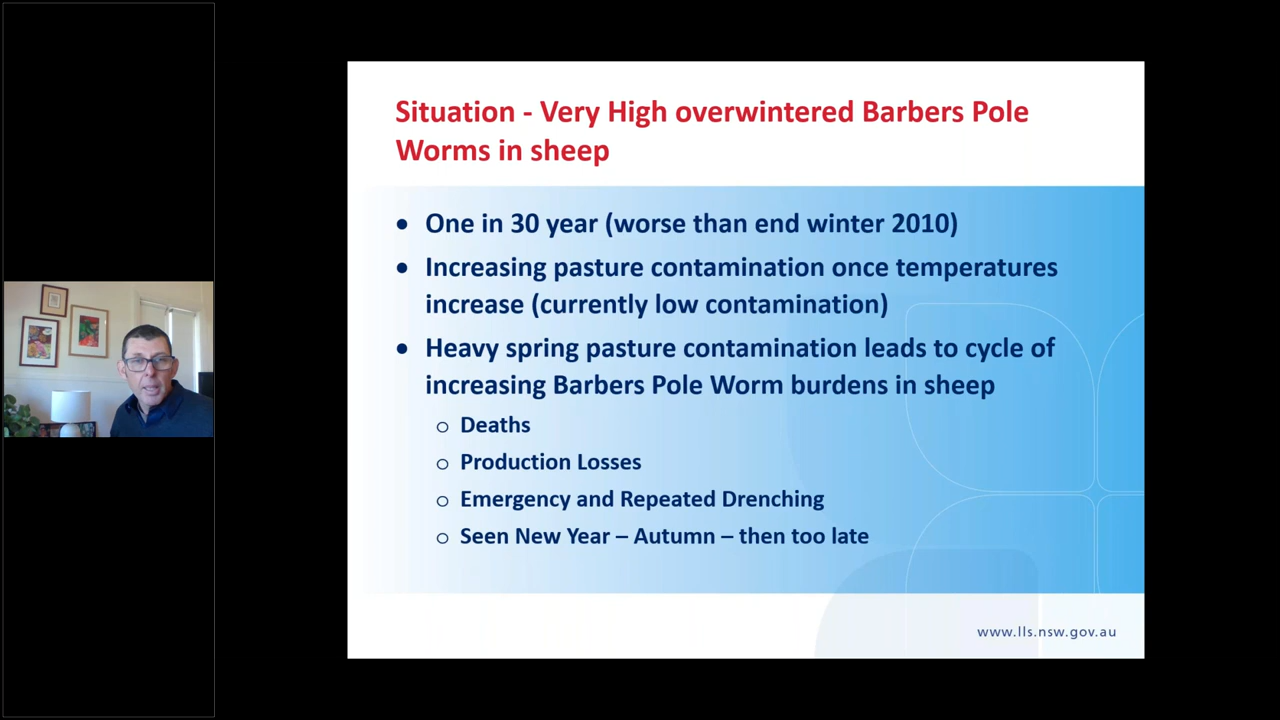 Situation - Very High overwintered Barbers Pole
Worms in sheep
• One in 30 year (worse than end winter 2010)
• Increasing pasture contamination once temperatures
increase (currently low contamination)
• Heavy spring pasture contamination leads to cycle of
increasing Barbers Pole Worm burdens in sheep
o Deaths
o Production Losses
o Emergency and Repeated Drenching
o Seen New Year – Autumn – then too late
www.lls.nsw.gov.au